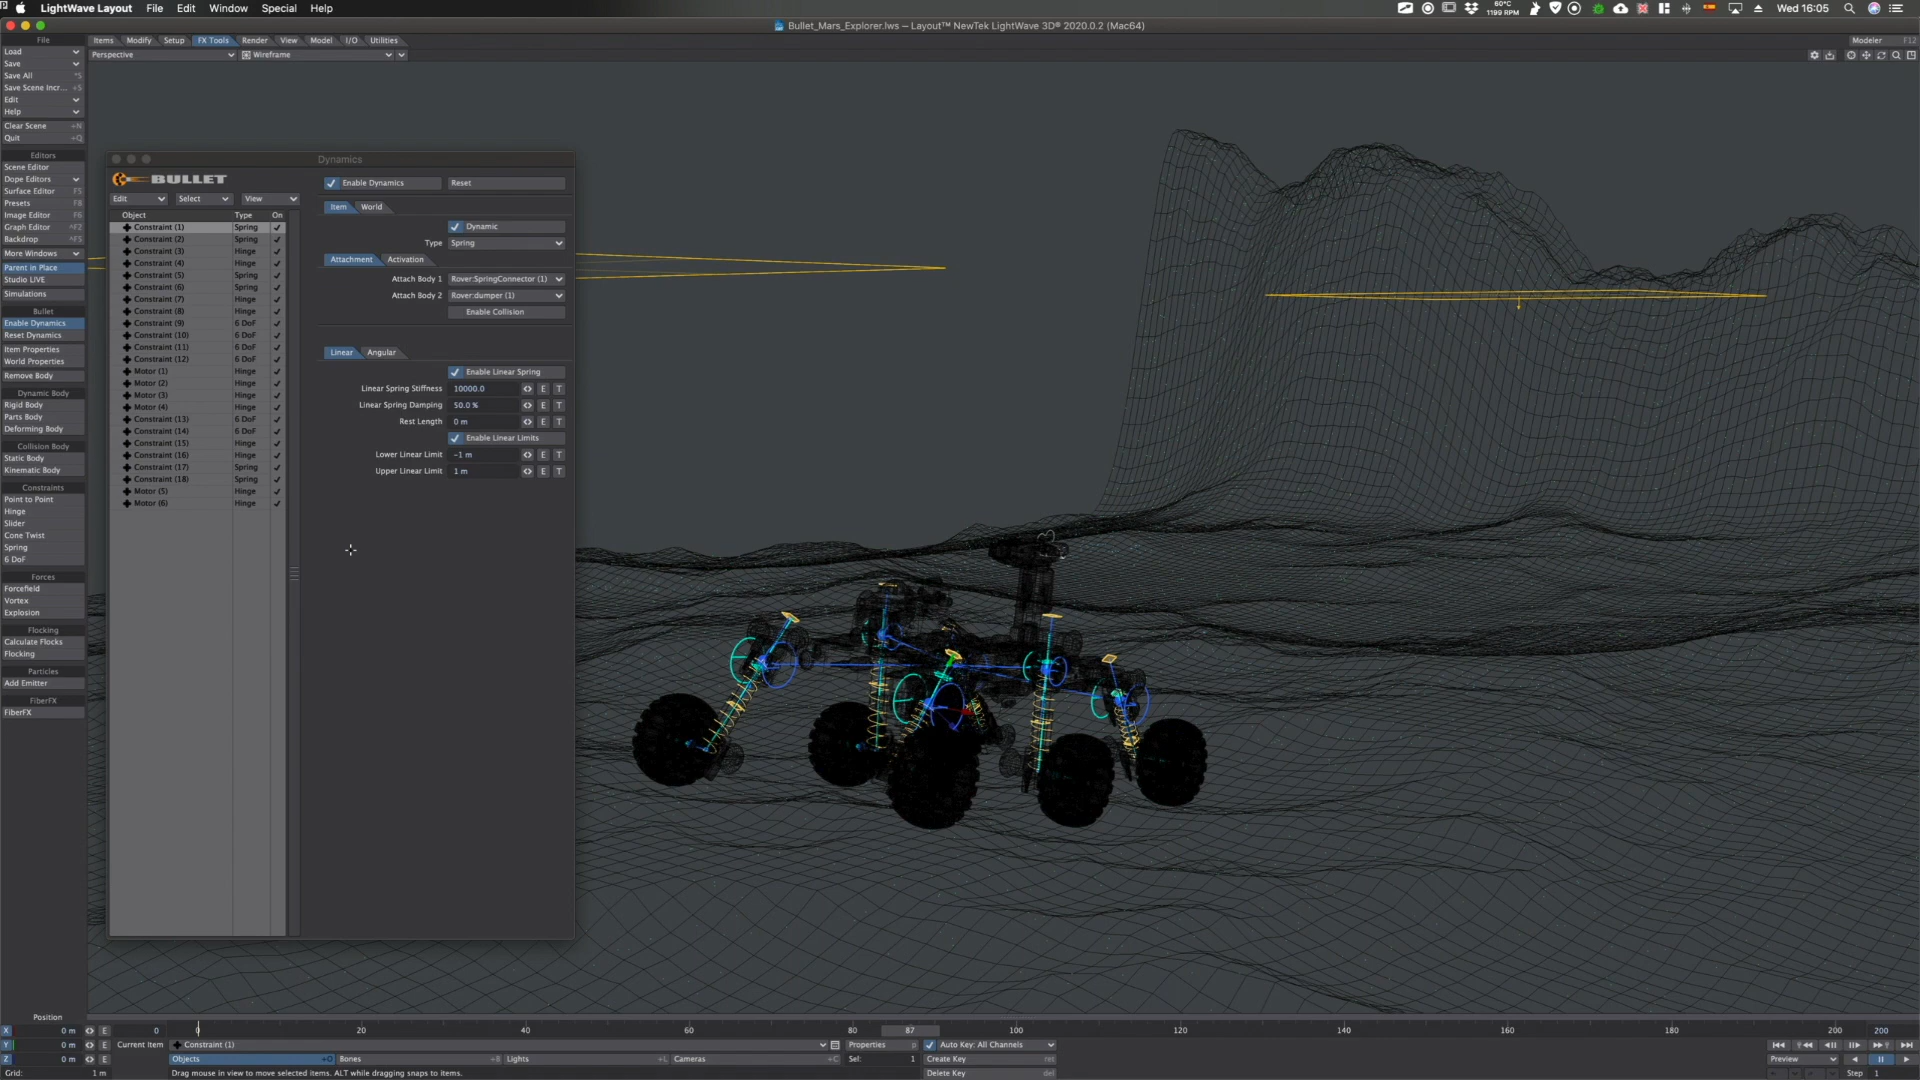 LightWave Layout File Edit Window Special Help
60°C
1199 RPM
Wed 16:05
Bullet_Mars_Explorer.lws — Layout™ NewTek LightWave 3D® 2020.0.2 (Mac64)
File
Items Modify Setup FX Tools Render View Model I/O Utilities
Modeler F12
Load
Perspective Wireframe
Save
Save All ^S
Save Scene Incr... +S
Edit
Help
Clear Scene +N
Quit +Q
Editors
Scene Editor
Dope Editors
Surface Editor F5
Presets F8
Image Editor F6
Graph Editor ^F2
Backdrop ^F5
More Windows
Parent in Place
Studio LIVE
Simulations
Bullet
Enable Dynamics
Reset Dynamics
Item Properties
World Properties
Remove Body
Dynamic Body
Rigid Body
Parts Body
Deforming Body
Collision Body
Static Body
Kinematic Body
Constraints
Point to Point
Hinge
Slider
Cone Twist
Spring
6 DoF
Forces
Forcefield
Vortex
Explosion
Flocking
Calculate Flocks
Flocking
Particles
Add Emitter
FiberFX
FiberFX
Dynamics
BULLET
Edit Select View
Object Type On
Constraint (1) Spring
Constraint (2) Spring
Constraint (3) Hinge
Constraint (4) Hinge
Constraint (5) Spring
Constraint (6) Spring
Constraint (7) Hinge
Constraint (8) Hinge
Constraint (9) 6 DoF
Constraint (10) 6 DoF
Constraint (11) 6 DoF
Constraint (12) 6 DoF
Motor (1) Hinge
Motor (2) Hinge
Motor (3) Hinge
Motor (4) Hinge
Constraint (13) 6 DoF
Constraint (14) 6 DoF
Constraint (15) Hinge
Constraint (16) Hinge
Constraint (17) Spring
Constraint (18) Spring
Motor (5) Hinge
Motor (6) Hinge
Enable Dynamics Reset
Item World
Dynamic
Type Spring
Attachment Activation
Attach Body 1 Rover:SpringConnector (1)
Attach Body 2 Rover:dumper (1)
Enable Collision
Linear Angular
Enable Linear Spring
Linear Spring Stiffness 10000.0 E T
Linear Spring Damping 50.0 % E T
Rest Length 0 m E T
Enable Linear Limits
Lower Linear Limit -1 m E T
Upper Linear Limit 1 m E T
Position
X 0 m E 0 0 20 40 60 80 87 100 120 140 160 180 200 200
Y 0 m E Current Item Constraint (1) Properties p Auto Key: All Channels
Z 0 m E Objects +O Bones +B Lights +L Cameras +C Sel: 1 Create Key ret Preview
Grid: 1 m Drag mouse in view to move selected items. ALT while dragging snaps to items. Delete Key del Step 1